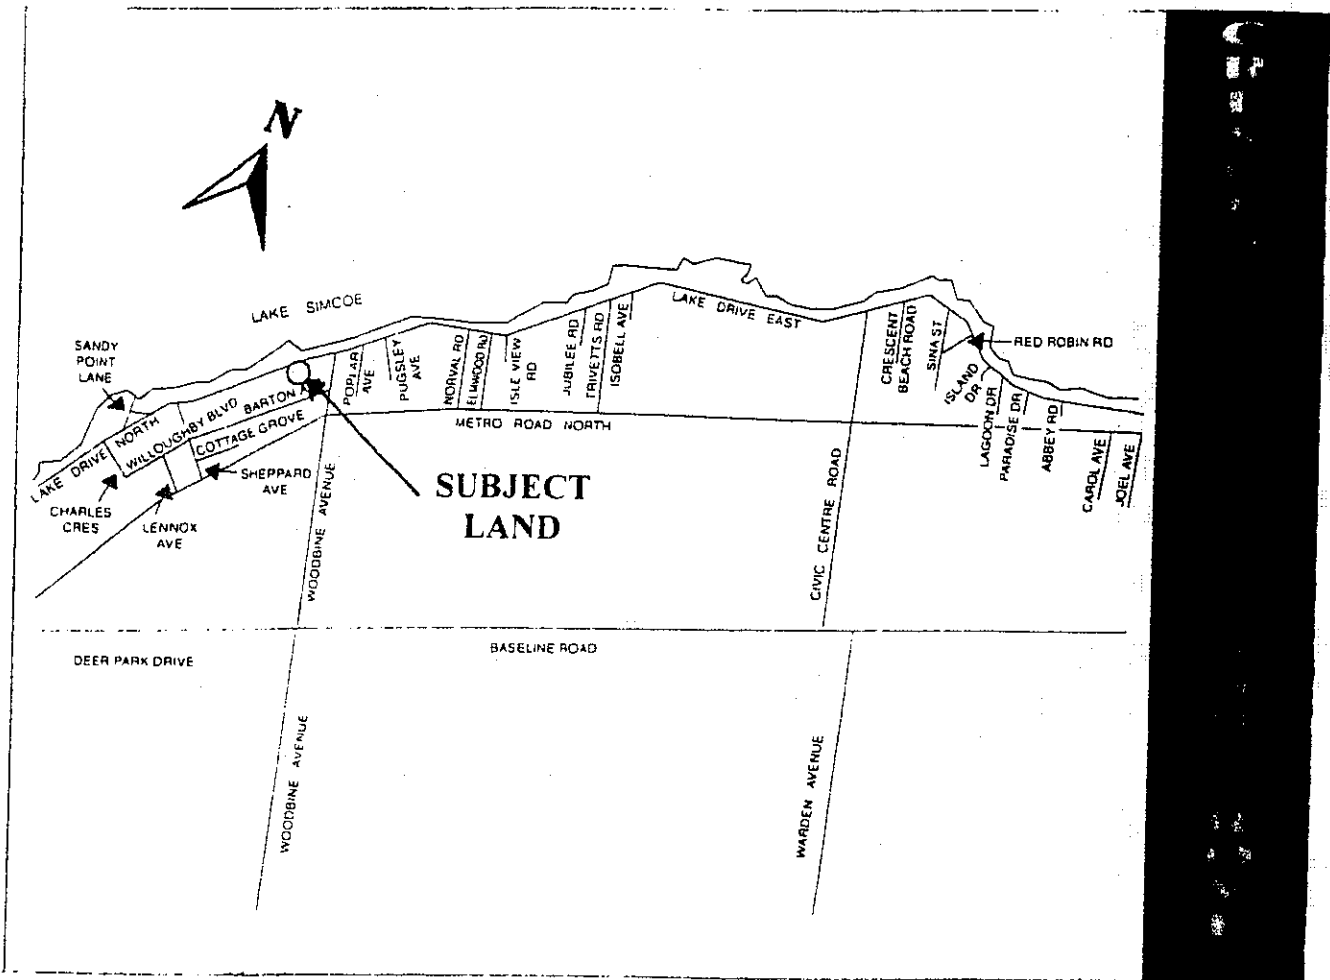 N
LAKE SIMCOE
SANDY
POINT
LANE
LAKE DRIVE NORTH
WILLOUGHBY BLVD
BARTON A
COTTAGE GROVE
SHEPPARD
AVE
CHARLES
CRES
LENNOX
AVE
POPLAR
AVE
PUGSLEY
AVE
NORVAL RD
ELMWOOD RD
ISLE VIEW
RD
JUBILEE RD
TRIVETTS RD
ISOBELL AVE
LAKE DRIVE EAST
CRESCENT
BEACH ROAD
SINA ST
RED ROBIN RD
ISLAND
DR
LAGOON DR
PARADISE DR
ABBEY RD
CAROL AVE
JOEL AVE
METRO ROAD NORTH
SUBJECT
LAND
WOODBINE AVENUE
CIVIC CENTRE ROAD
DEER PARK DRIVE
BASELINE ROAD
WOODBINE AVENUE
WARDEN AVENUE